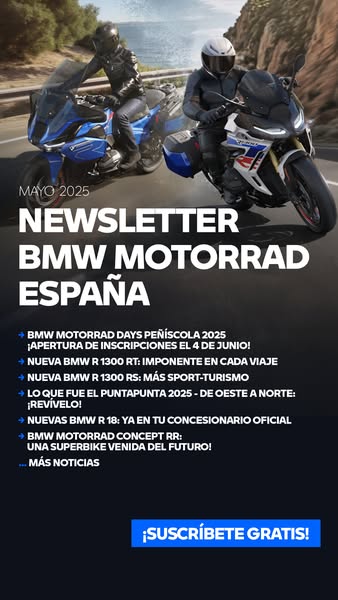 MAYO 2025
NEWSLETTER
BMW MOTORRAD
ESPAÑA
→ BMW MOTORRAD DAYS PEÑÍSCOLA 2025
¡APERTURA DE INSCRIPCIONES EL 4 DE JUNIO!
→ NUEVA BMW R 1300 RT: IMPONENTE EN CADA VIAJE
→ NUEVA BMW R 1300 RS: MÁS SPORT-TURISMO
→ LO QUE FUE EL PUNTAPUNTA 2025 - DE OESTE A NORTE:
¡REVÍVELO!
→ NUEVAS BMW R 18: YA EN TU CONCESIONARIO OFICIAL
→ BMW MOTORRAD CONCEPT RR:
UNA SUPERBIKE VENIDA DEL FUTURO!
... MÁS NOTICIAS
¡SUSCRÍBETE GRATIS!